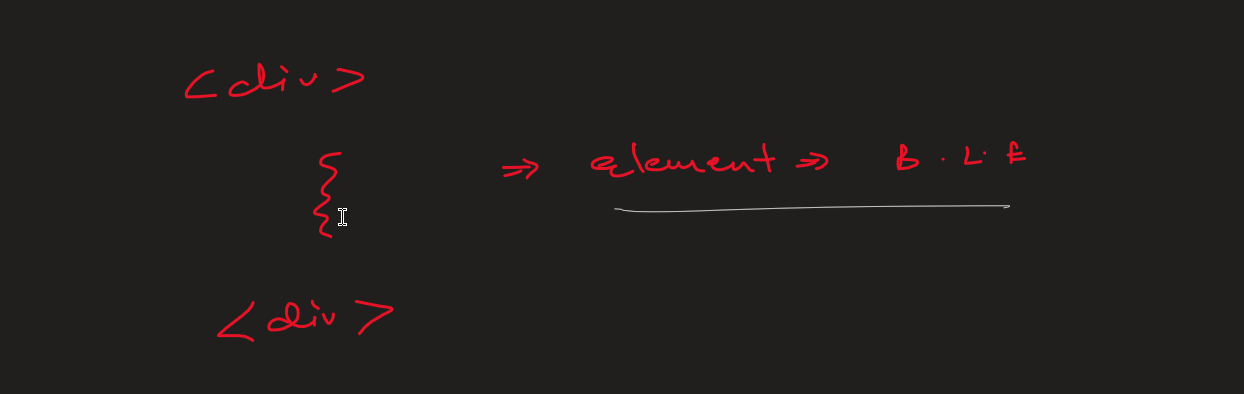 <div>
{ => element => B.L.E
<div>